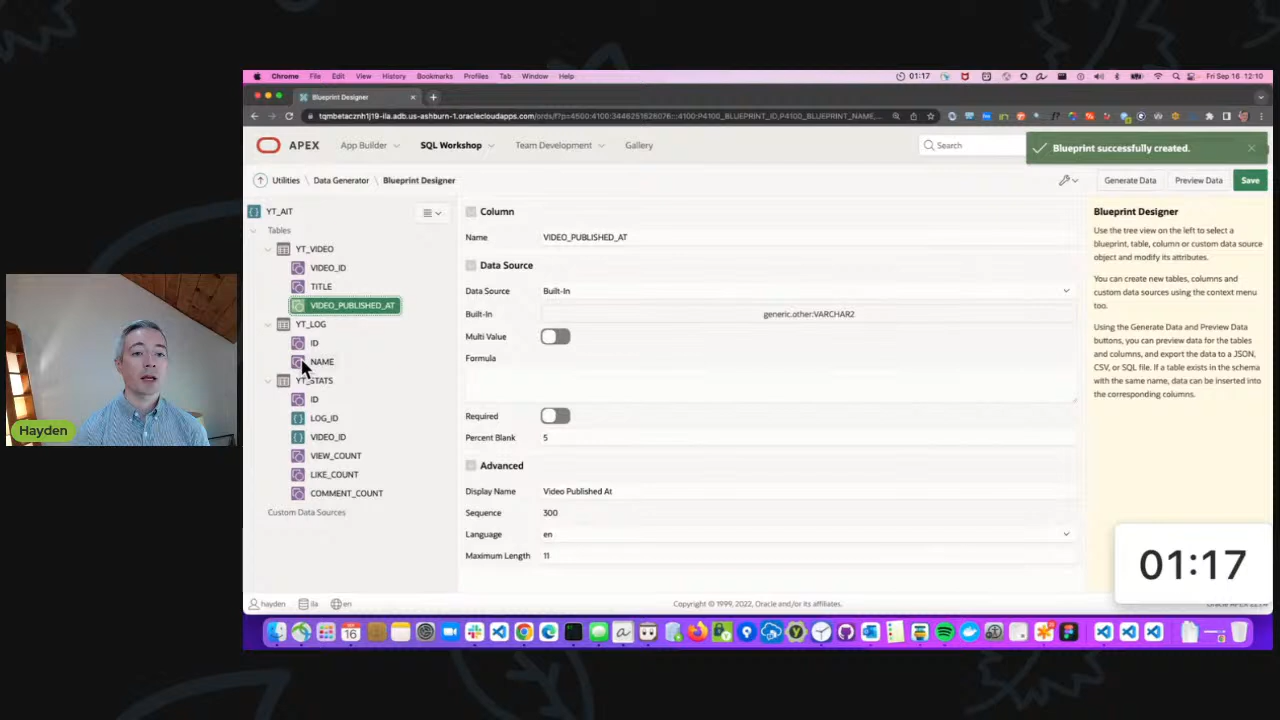 Chrome File Edit View History Bookmarks Profiles Tab Window Help
01:17
Fri Sep 16 12:10
Blueprint Designer
APEX
App Builder
SQL Workshop
Team Development
Gallery
Search
Blueprint successfully created.
Utilities / Data Generator / Blueprint Designer
Generate Data
Preview Data
Save
YT_AIT
Tables
YT_VIDEO
VIDEO_ID
TITLE
VIDEO_PUBLISHED_AT
YT_LOG
ID
NAME
YT_STATS
ID
LOG_ID
VIDEO_ID
VIEW_COUNT
LIKE_COUNT
COMMENT_COUNT
Custom Data Sources
Column
Name VIDEO_PUBLISHED_AT
Data Source
Data Source Built-In
Built-In generic.other:VARCHAR2
Multi Value
Formula
Required
Percent Blank 5
Advanced
Display Name Video Published At
Sequence 300
Language en
Maximum Length 11
Blueprint Designer
Use the tree view on the left to select a
blueprint, table, column or custom data source
object and modify its attributes.
You can create new tables, columns and
custom data sources using the context menu
too.
Using the Generate Data and Preview Data
buttons, you can preview data for the tables
and columns, and export the data to a JSON,
CSV, or SQL file. If a table exists in the schema
with the same name, data can be inserted into
the corresponding columns.
Hayden
01:17
hayden
ila
en
Copyright © 1999, 2022, Oracle and/or its affiliates.